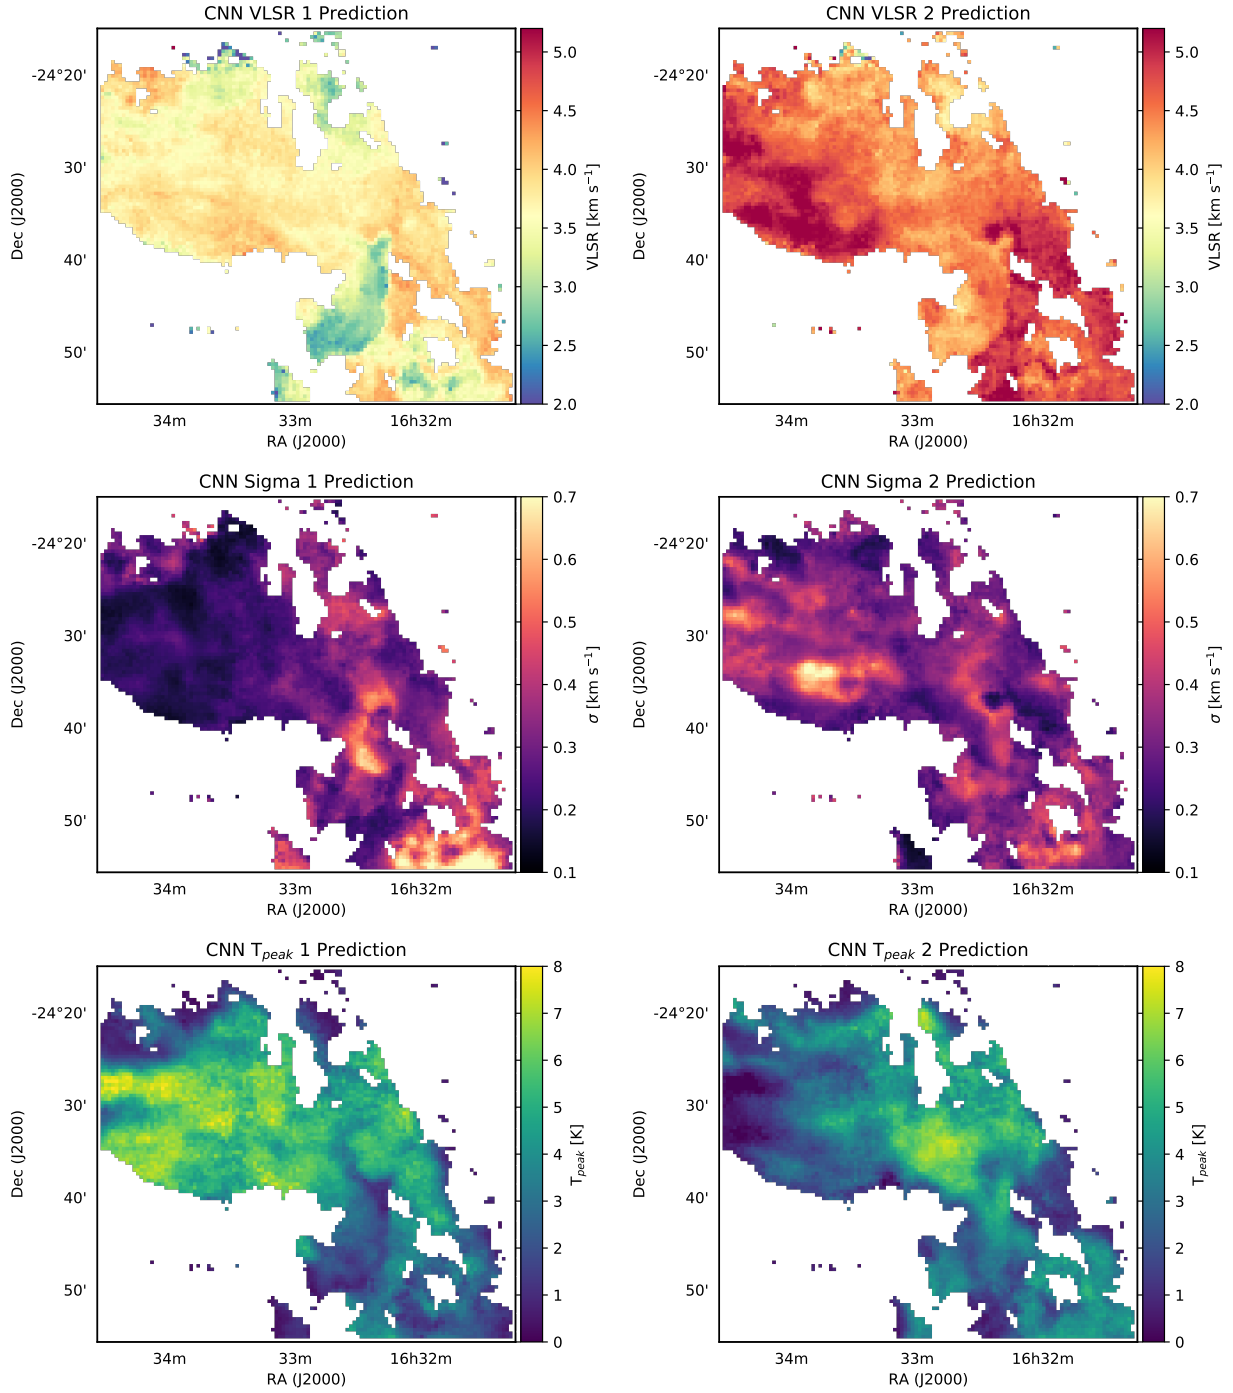 CNN VLSR 1 Prediction
-24°20'
30'
40'
50'
Dec (J2000)
34m
33m
16h32m
RA (J2000)
5.0
4.5
4.0
3.5
3.0
2.5
2.0
VLSR [km s⁻¹]
CNN VLSR 2 Prediction
-24°20'
30'
40'
50'
Dec (J2000)
34m
33m
16h32m
RA (J2000)
5.0
4.5
4.0
3.5
3.0
2.5
2.0
VLSR [km s⁻¹]
CNN Sigma 1 Prediction
-24°20'
30'
40'
50'
Dec (J2000)
34m
33m
16h32m
RA (J2000)
0.7
0.6
0.5
0.4
0.3
0.2
0.1
σ [km s⁻¹]
CNN Sigma 2 Prediction
-24°20'
30'
40'
50'
Dec (J2000)
34m
33m
16h32m
RA (J2000)
0.7
0.6
0.5
0.4
0.3
0.2
0.1
σ [km s⁻¹]
CNN Tpeak 1 Prediction
-24°20'
30'
40'
50'
Dec (J2000)
34m
33m
16h32m
RA (J2000)
8
7
6
5
4
3
2
1
0
Tpeak [K]
CNN Tpeak 2 Prediction
-24°20'
30'
40'
50'
Dec (J2000)
34m
33m
16h32m
RA (J2000)
8
7
6
5
4
3
2
1
0
Tpeak [K]